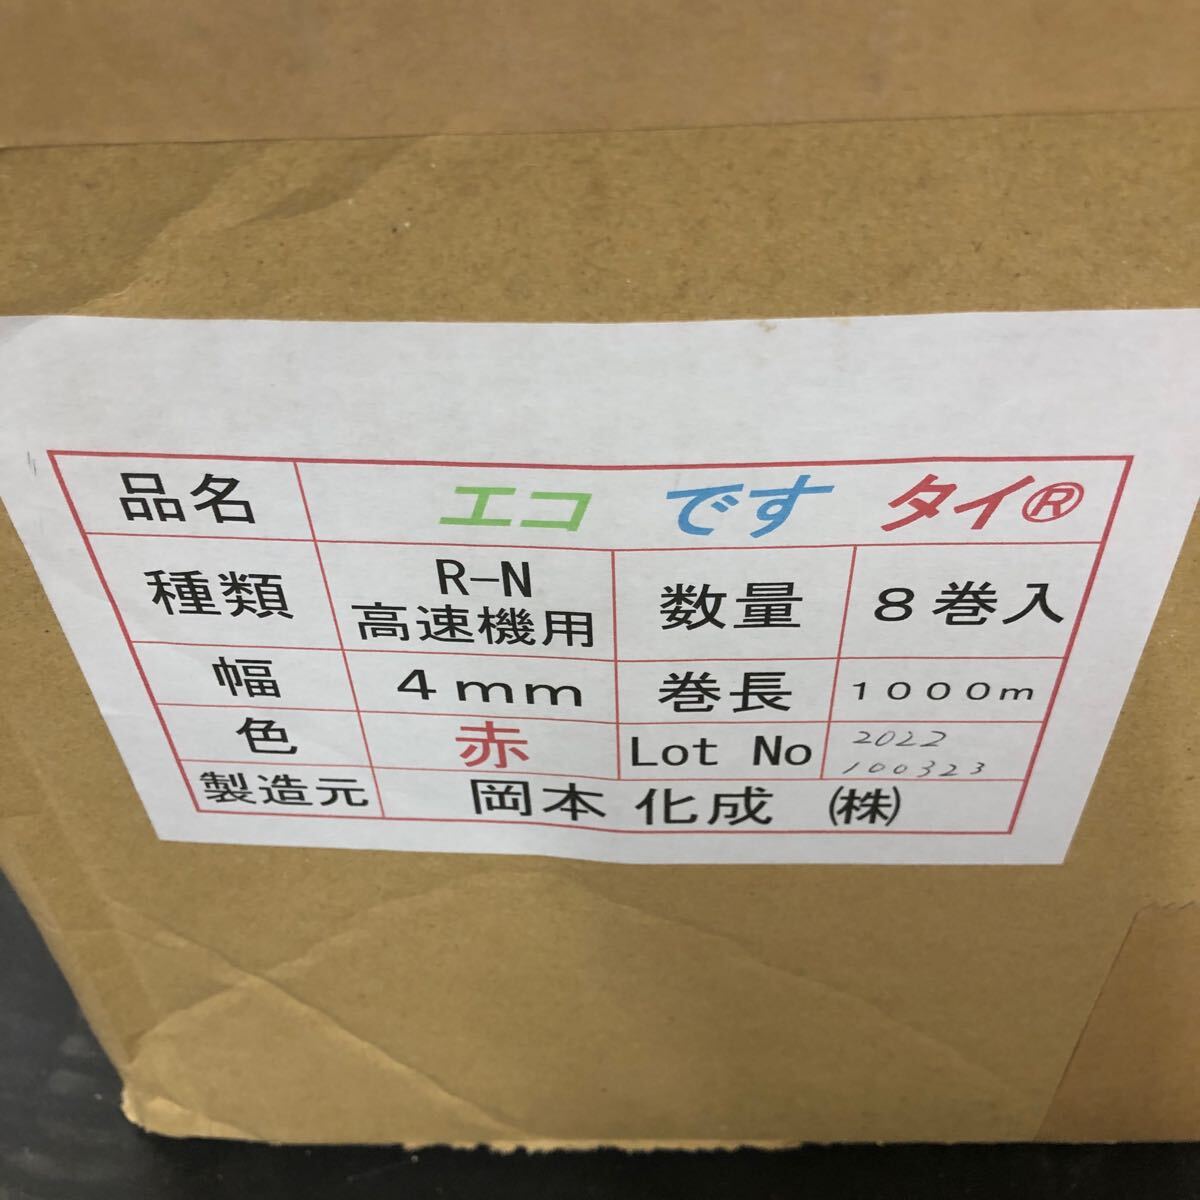 品名 エコ です タイ®
種類 R-N 高速機用 数量 8巻入
幅 4mm 巻長 1000m
色 赤 Lot No 2022 100323
製造元 岡本 化成 (株)